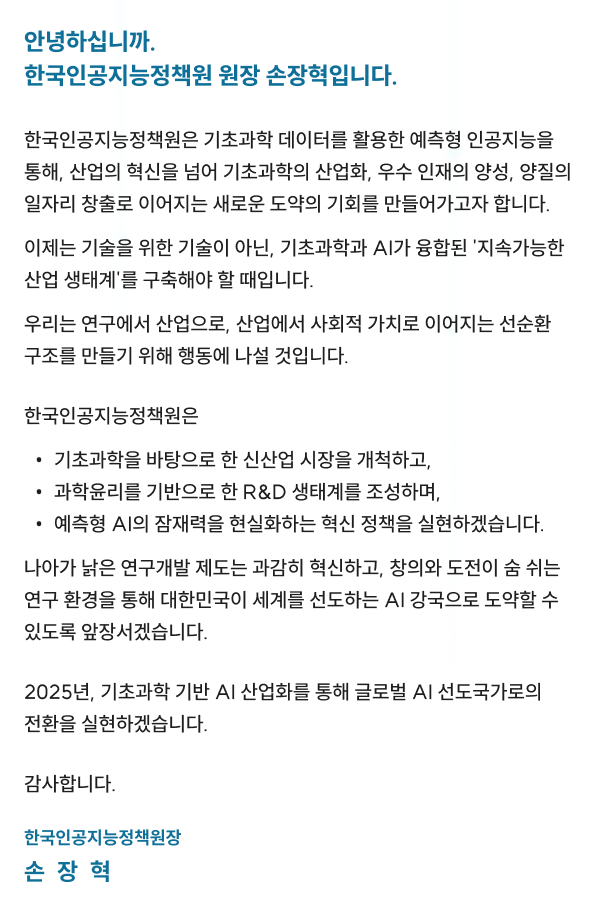 안녕하십니까.
한국인공지능정책원 원장 손장혁입니다.
한국인공지능정책원은 기초과학 데이터를 활용한 예측형 인공지능을
통해, 산업의 혁신을 넘어 기초과학의 산업화, 우수 인재의 양성, 양질의
일자리 창출로 이어지는 새로운 도약의 기회를 만들어가고자 합니다.
이제는 기술을 위한 기술이 아닌, 기초과학과 AI가 융합된 '지속가능한
산업 생태계'를 구축해야 할 때입니다.
우리는 연구에서 산업으로, 산업에서 사회적 가치로 이어지는 선순환
구조를 만들기 위해 행동에 나설 것입니다.
한국인공지능정책원은
• 기초과학을 바탕으로 한 신산업 시장을 개척하고,
• 과학윤리를 기반으로 한 R&D 생태계를 조성하며,
• 예측형 AI의 잠재력을 현실화하는 혁신 정책을 실현하겠습니다.
나아가 낡은 연구개발 제도는 과감히 혁신하고, 창의와 도전이 숨 쉬는
연구 환경을 통해 대한민국이 세계를 선도하는 AI 강국으로 도약할 수
있도록 앞장서겠습니다.
2025년, 기초과학 기반 AI 산업화를 통해 글로벌 AI 선도국가로의
전환을 실현하겠습니다.
감사합니다.
한국인공지능정책원장
손 장 혁